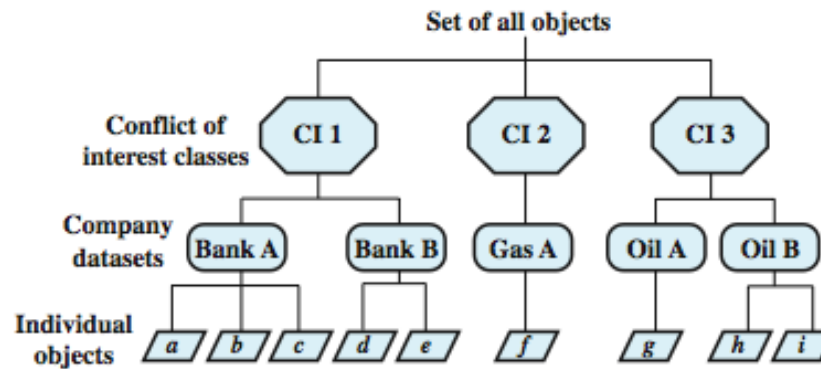 Set of all objects
Conflict of
interest classes
CI 1
CI 2
CI 3
Company
datasets
Bank A
Bank B
Gas A
Oil A
Oil B
Individual
objects
a
b
c
d
e
f
g
h
i